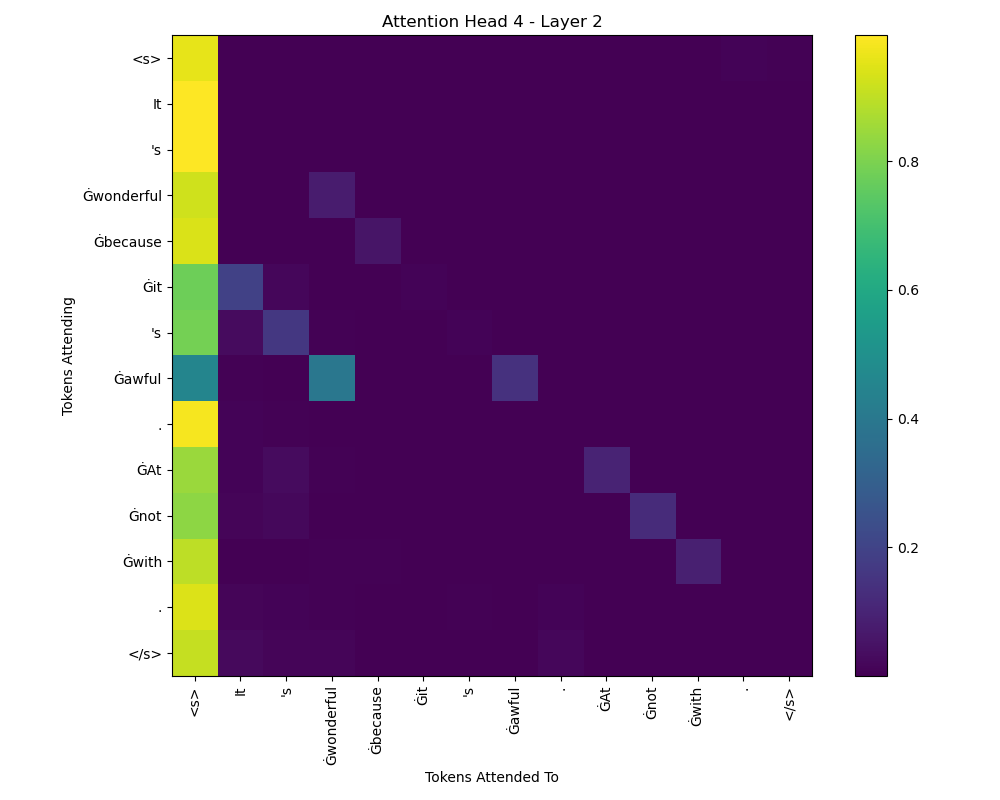 Attention Head 4 - Layer 2
<s>
It
's
Ġwonderful
Ġbecause
Ġit
's
Ġawful
.
ĠAt
Ġnot
Ġwith
.
</s>
Tokens Attending
<s>
It
's
Ġwonderful
Ġbecause
Ġit
's
Ġawful
.
ĠAt
Ġnot
Ġwith
.
</s>
Tokens Attended To
0.8
0.6
0.4
0.2